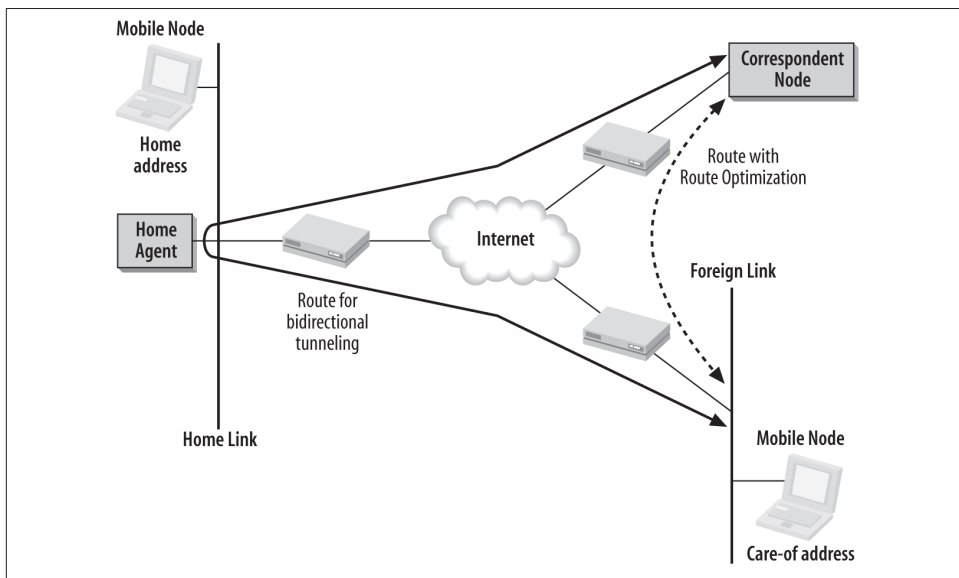 Mobile Node
Home
address
Home
Agent
Route for
bidirectional
tunneling
Home Link
Internet
Correspondent
Node
Route with
Route Optimization
Foreign Link
Mobile Node
Care-of address